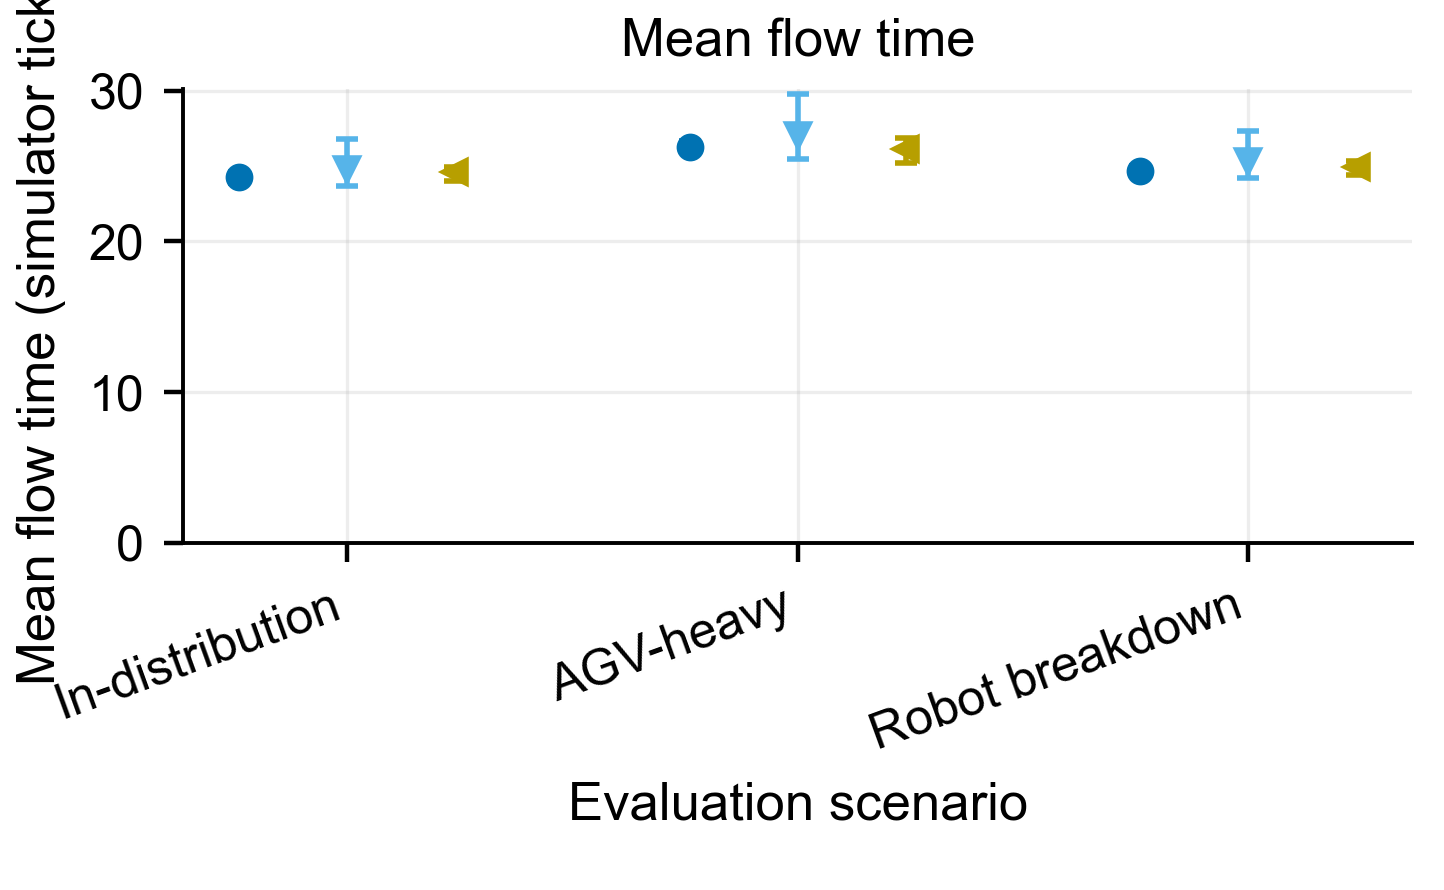 Mean flow time
Mean flow time (simulator tick
30
20
10
0
In-distribution
AGV-heavy
Robot breakdown
Evaluation scenario